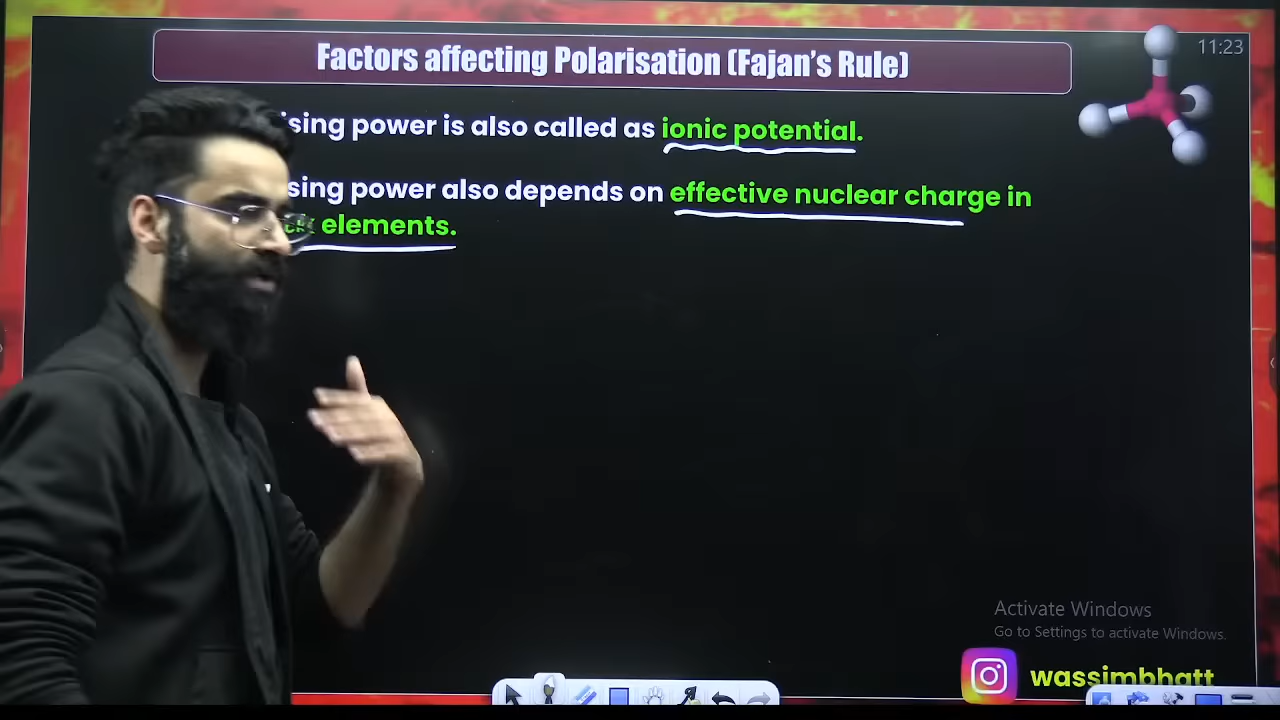 Factors affecting Polarisation (Fajan's Rule)
11:23
ising power is also called as ionic potential.
sing power also depends on effective nuclear charge in
elements.
Activate Windows
Go to Settings to activate Windows.
wassimbhatt